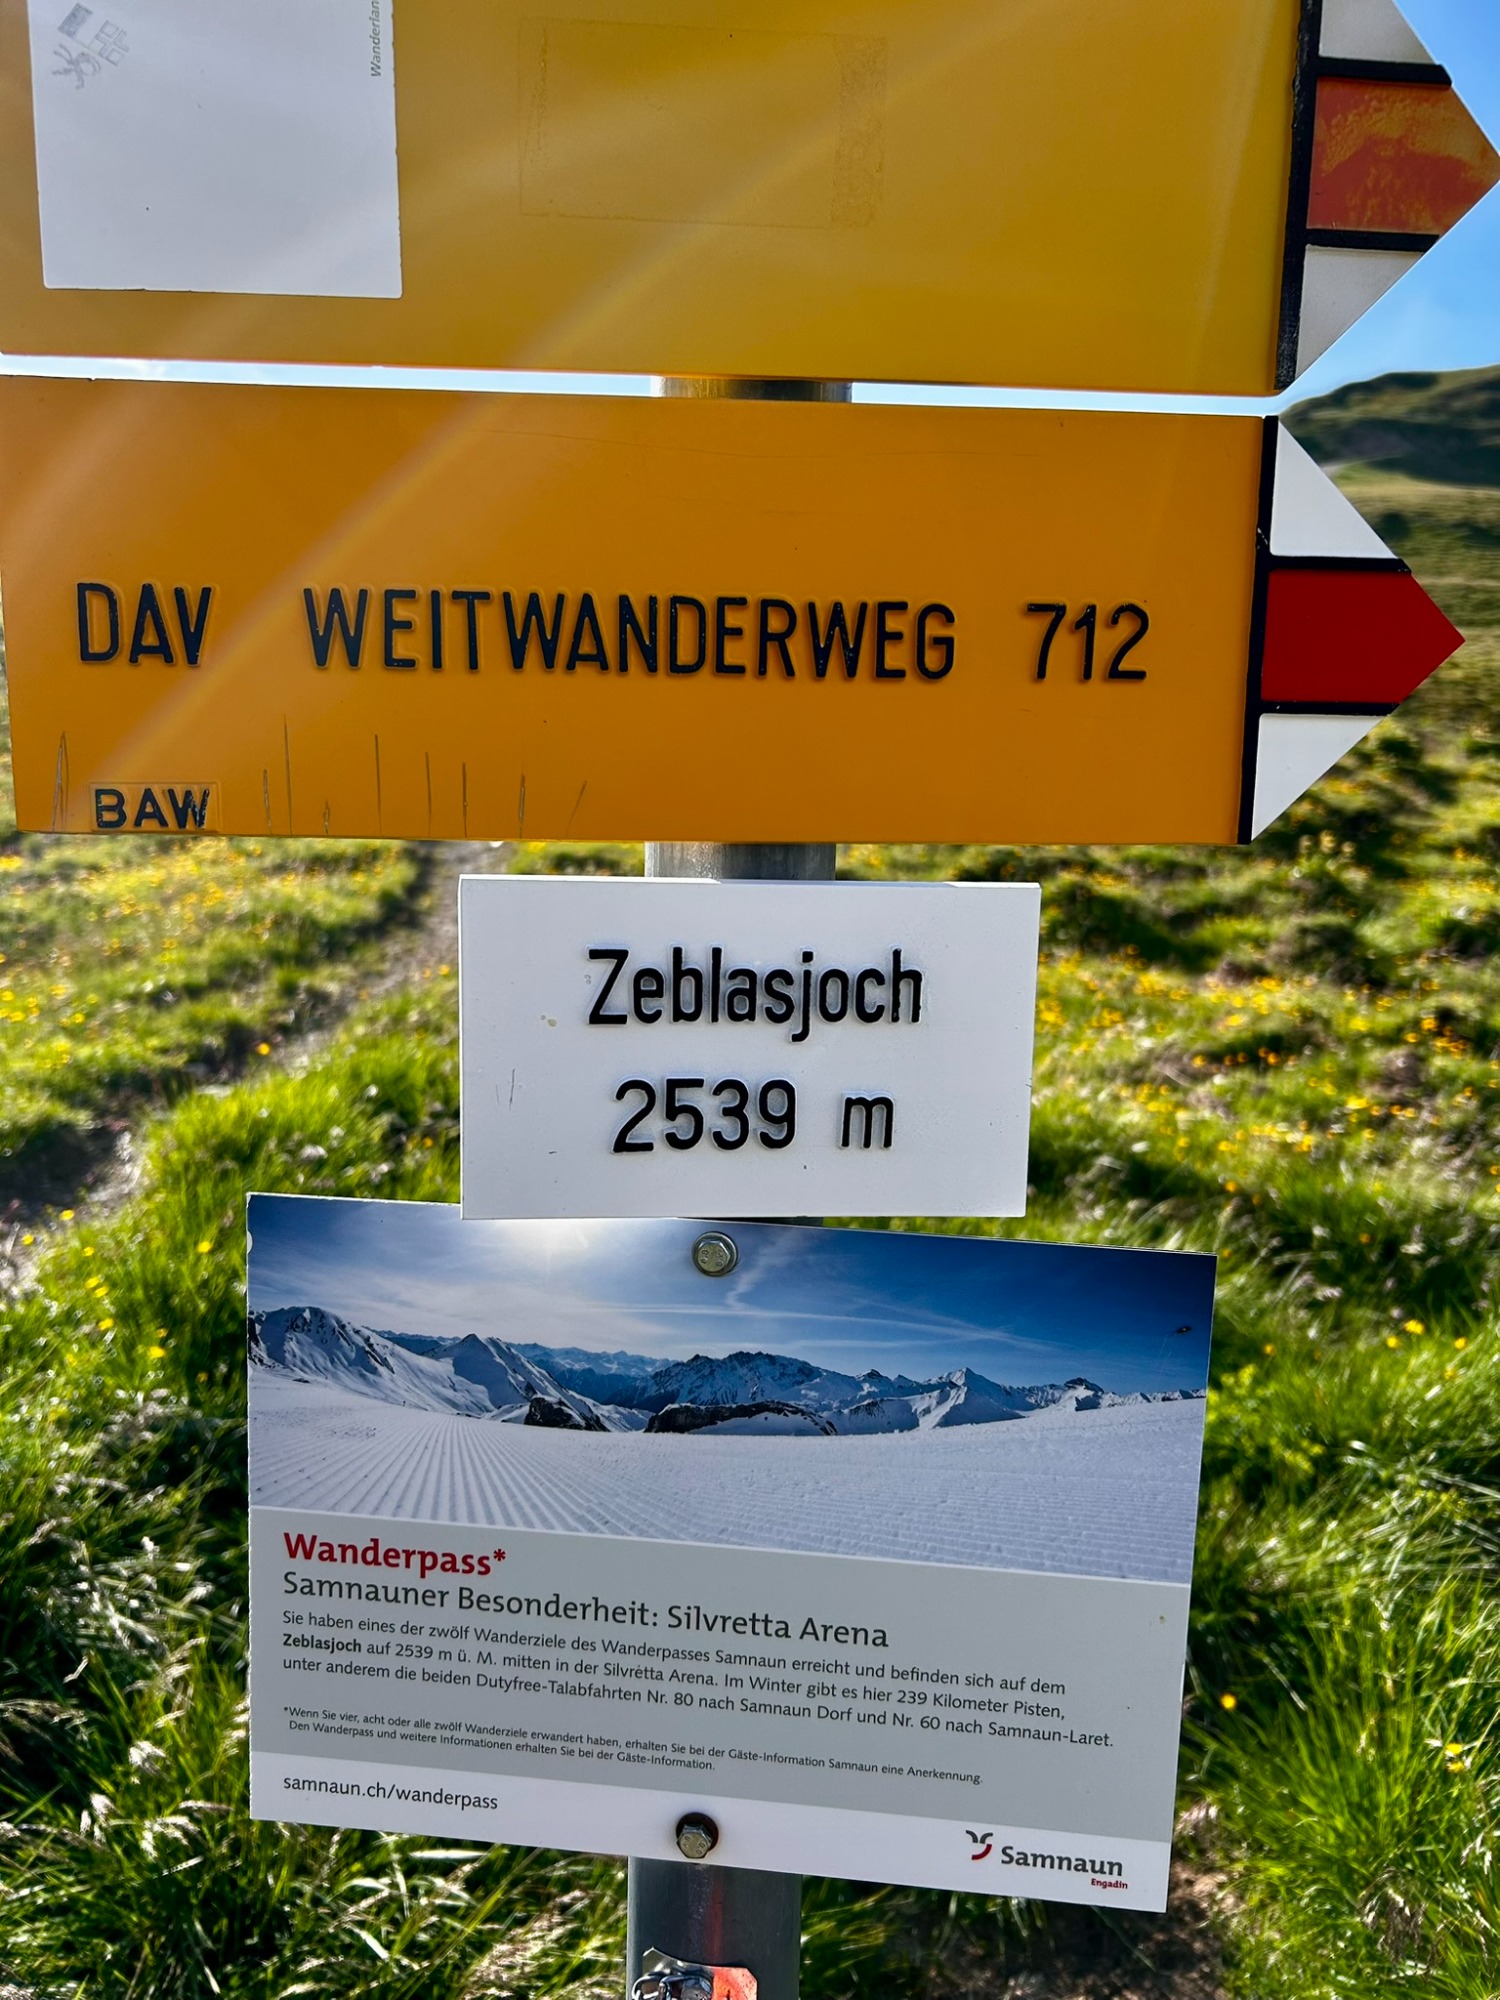 DAV WEITWANDERWEG 712
BAW
Zeblasjoch
2539 m
Wanderpass*
Samnauner Besonderheit: Silvretta Arena
Sie haben eines der zwölf Wanderziele des Wanderpasses Samnaun erreicht und befinden sich auf dem
Zeblasjoch auf 2539 m ü. M. mitten in der Silvretta Arena. Im Winter gibt es hier 239 Kilometer Pisten,
unter anderem die beiden Dutyfree-Talabfahrten Nr. 80 nach Samnaun Dorf und Nr. 60 nach Samnaun-Laret.
*Wenn Sie vier, acht oder alle zwölf Wanderziele erwandert haben, erhalten Sie bei der Gäste-Information Samnaun eine Anerkennung.
Den Wanderpass und weitere Informationen erhalten Sie bei der Gäste-Information.
samnaun.ch/wanderpass
Samnaun
Engadin